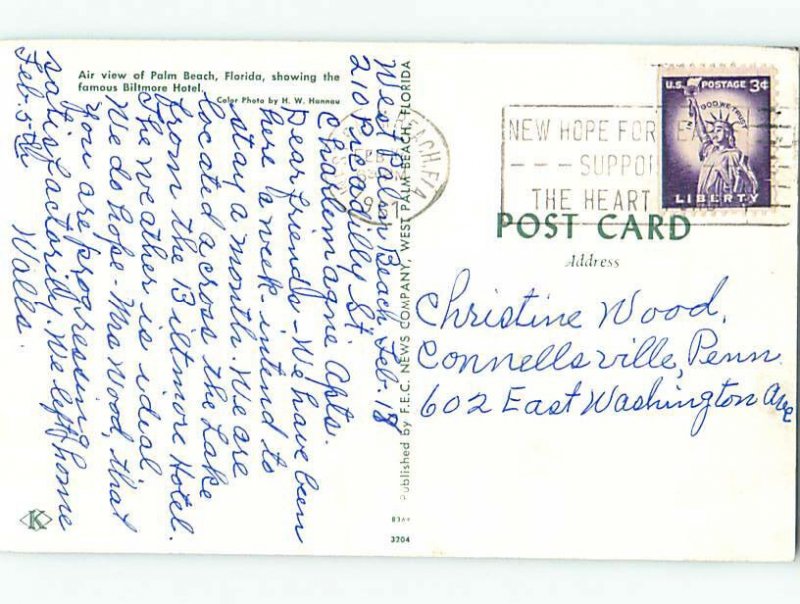 Air view of Palm Beach, Florida, showing the
famous Biltmore Hotel.
Color Photo by H. W. Hannau
West Palm Beach Feb. 18
210 Piccadilly St.
Charlemagne Apts.
Dear friends - We have been
here a week - intend to
stay a month. We are
located across the Lake
from the Biltmore Hotel.
The weather is ideal
We do hope - Mrs Wood, that
you are progressing
satisfactorily. We left home
Feb. 5th Walls.
K
Published by F.E.C. NEWS COMPANY, WEST PALM BEACH, FLORIDA
3204
BEACH, FLA
FEB
NEW HOPE FOR HEAR
--- SUPPO
THE HEART
U.S. POSTAGE 3¢
IN GOD WE TRUST
LIBERTY
POST CARD
Address
Christine Wood,
Connellsville, Penn.
602 East Washington Ave